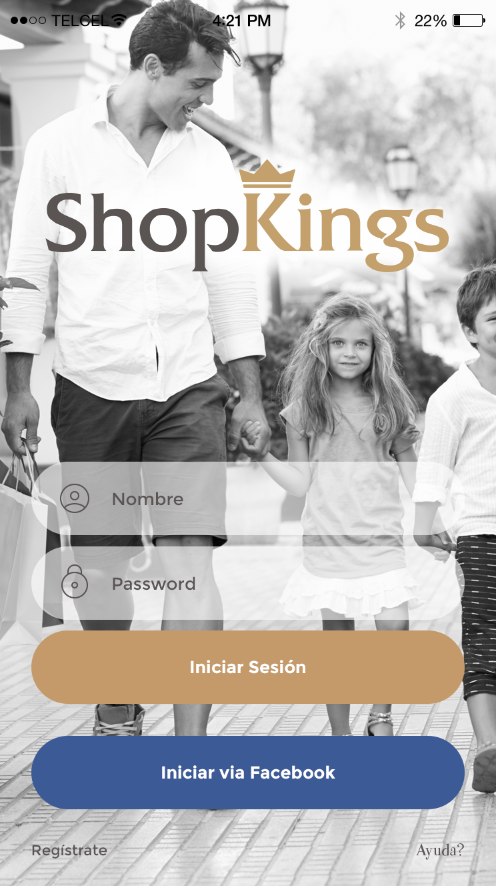 TELCEL 4:21 PM 22%
ShopKings
Nombre
Password
Iniciar Sesión
Iniciar via Facebook
Regístrate Ayuda?